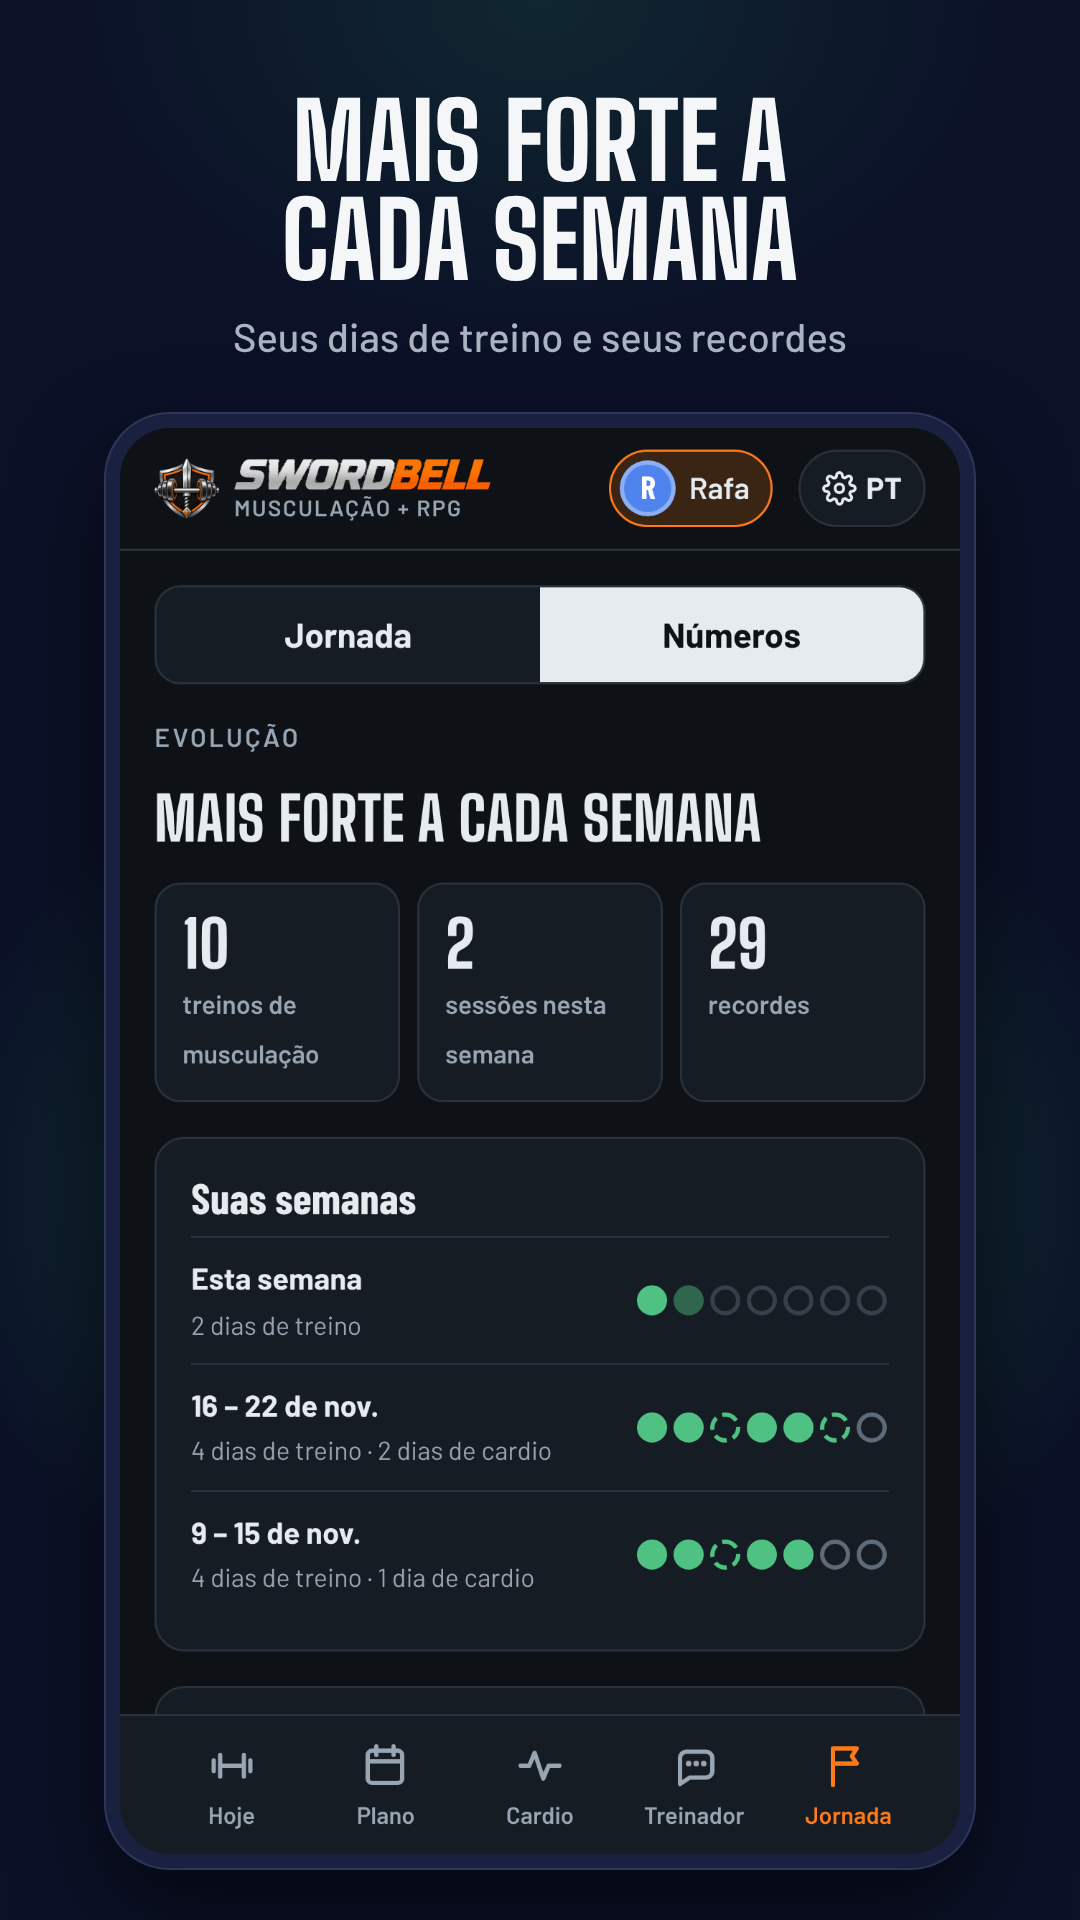 MAIS FORTE A
CADA SEMANA
Seus dias de treino e seus recordes
SWORDBELL
MUSCULAÇÃO + RPG
R
Rafa
PT
Jornada
Números
EVOLUÇÃO
MAIS FORTE A CADA SEMANA
10
treinos de
musculação
2
sessões nesta
semana
29
recordes
Suas semanas
Esta semana
2 dias de treino
16 – 22 de nov.
4 dias de treino · 2 dias de cardio
9 – 15 de nov.
4 dias de treino · 1 dia de cardio
Hoje
Plano
Cardio
Treinador
Jornada